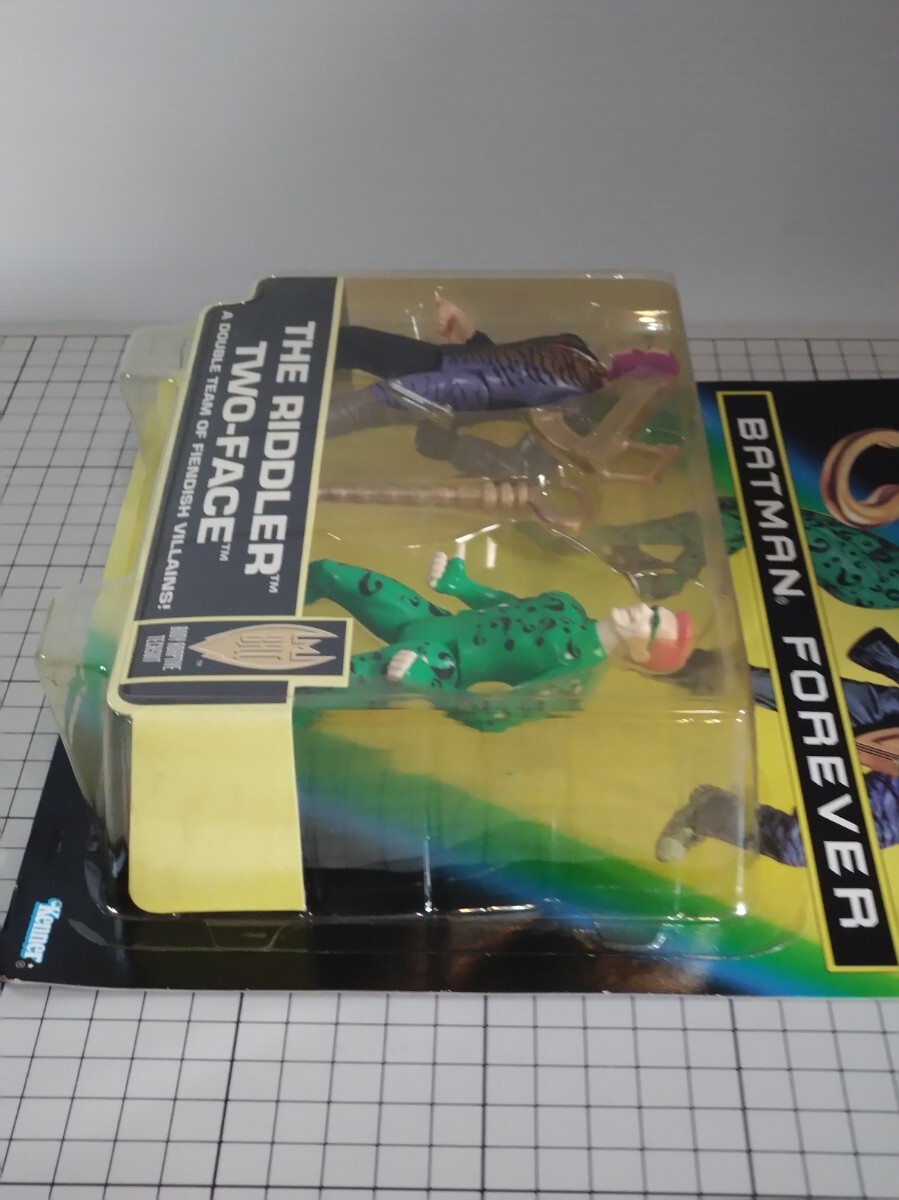 THE RIDDLER™
TWO-FACE™
A DOUBLE TEAM OF FIENDISH VILLAINS!
BATMAN® FOREVER
Kenner®